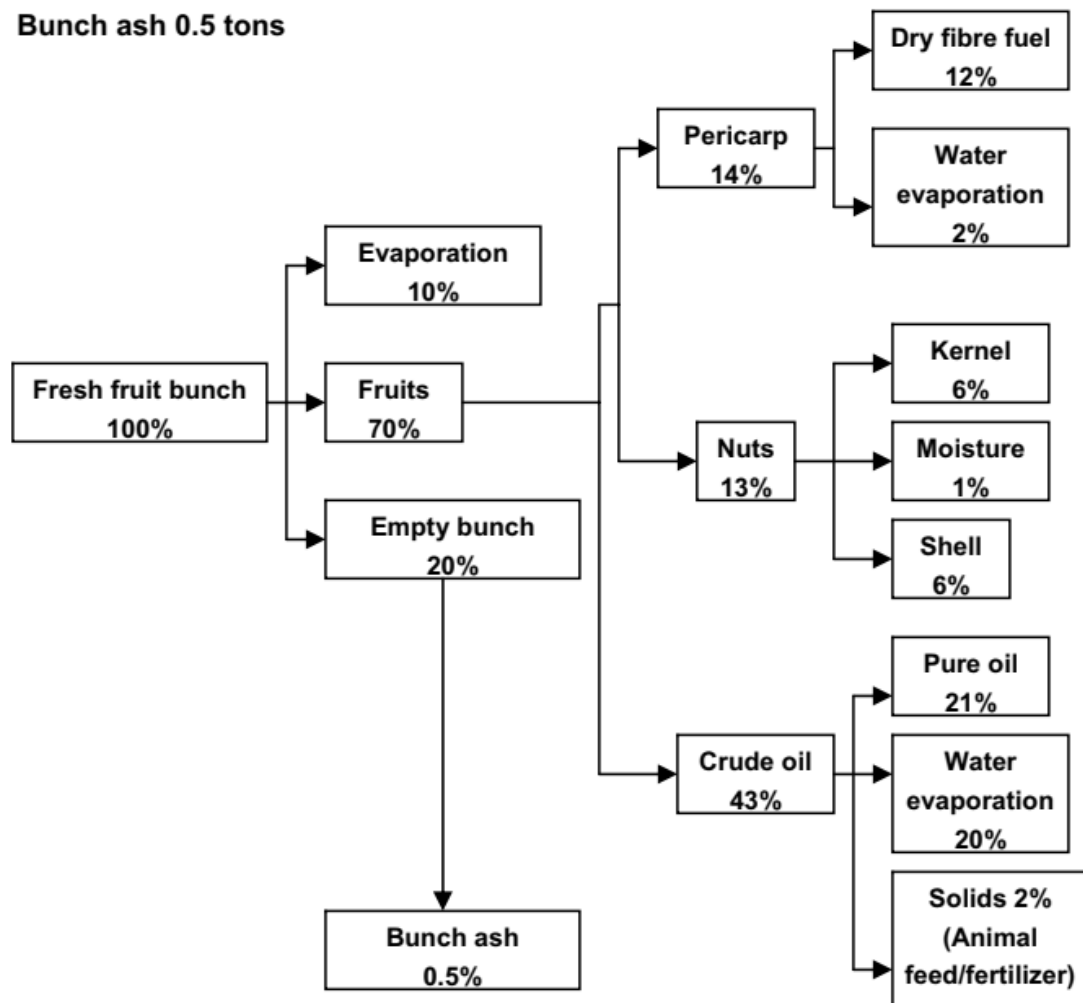 Bunch ash 0.5 tons
Dry fibre fuel
12%
Pericarp
14%
Water
evaporation
2%
Evaporation
10%
Fresh fruit bunch
100%
Fruits
70%
Empty bunch
20%
Kernel
6%
Nuts
13%
Moisture
1%
Shell
6%
Pure oil
21%
Crude oil
43%
Water
evaporation
20%
Solids 2%
(Animal
feed/fertilizer)
Bunch ash
0.5%